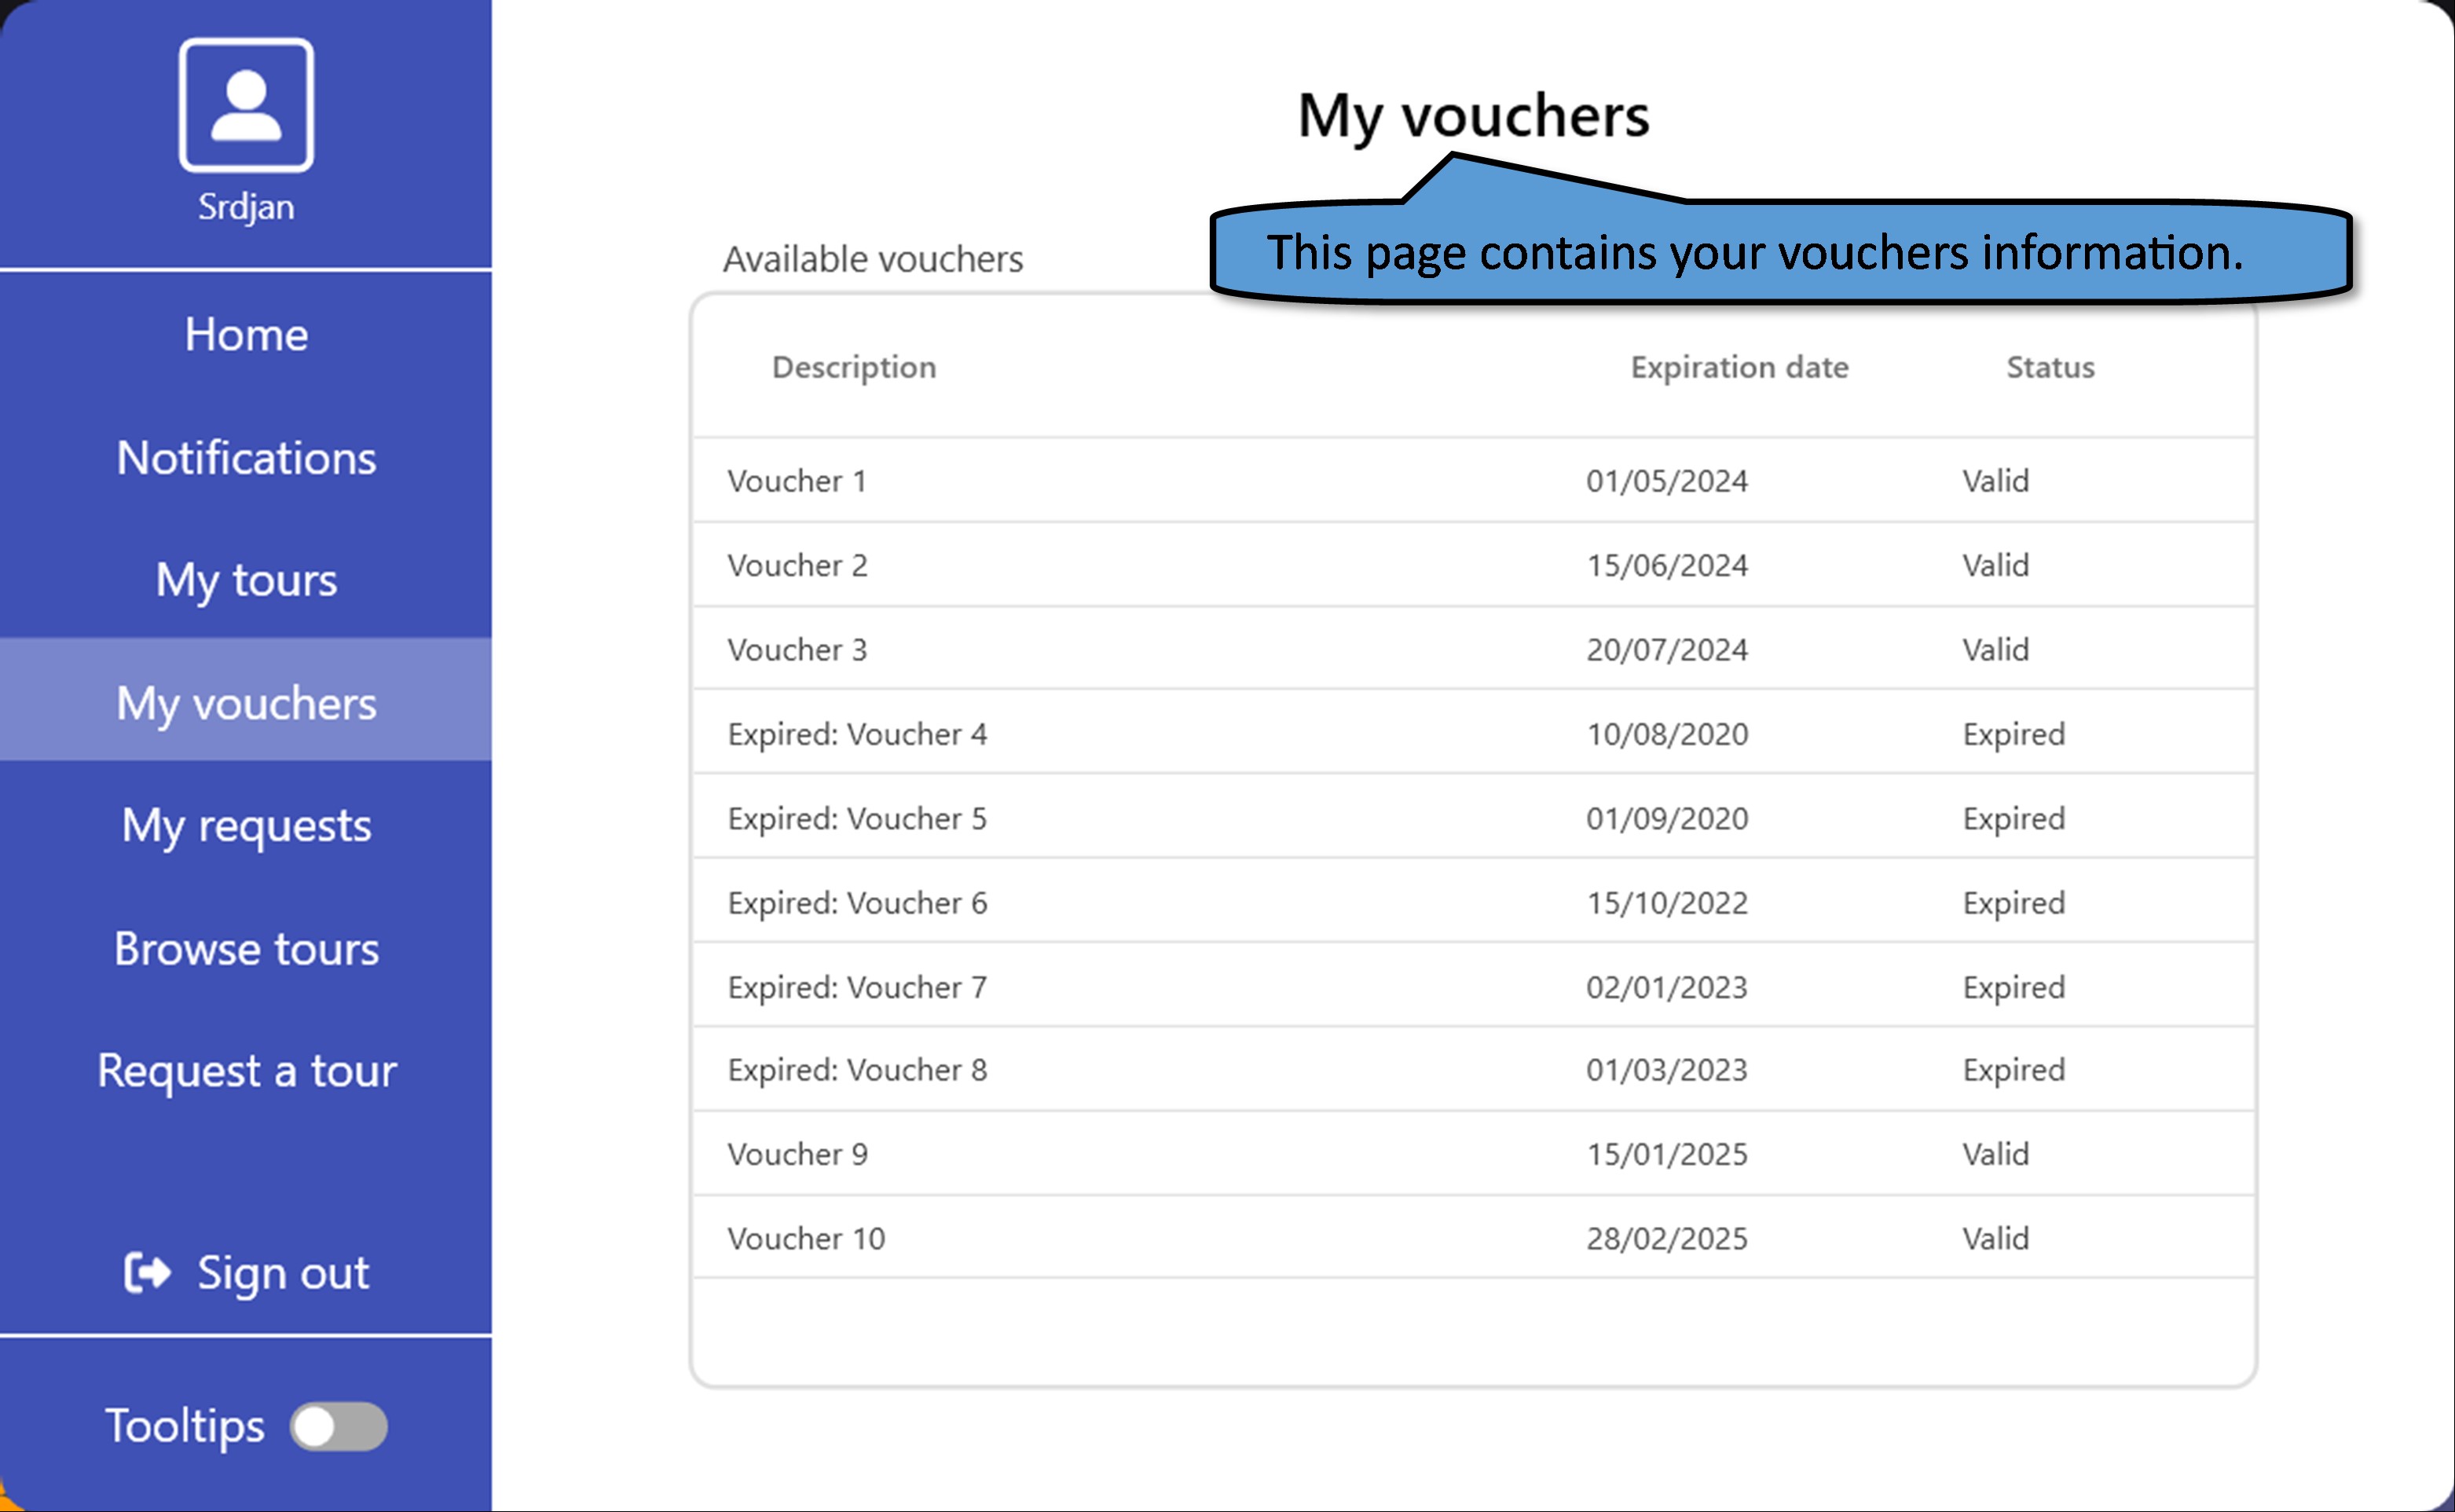 Srdjan
Home
Notifications
My tours
My vouchers
My requests
Browse tours
Request a tour
Sign out
Tooltips
My vouchers
This page contains your vouchers information.
Available vouchers
Description Expiration date Status
Voucher 1 01/05/2024 Valid
Voucher 2 15/06/2024 Valid
Voucher 3 20/07/2024 Valid
Expired: Voucher 4 10/08/2020 Expired
Expired: Voucher 5 01/09/2020 Expired
Expired: Voucher 6 15/10/2022 Expired
Expired: Voucher 7 02/01/2023 Expired
Expired: Voucher 8 01/03/2023 Expired
Voucher 9 15/01/2025 Valid
Voucher 10 28/02/2025 Valid